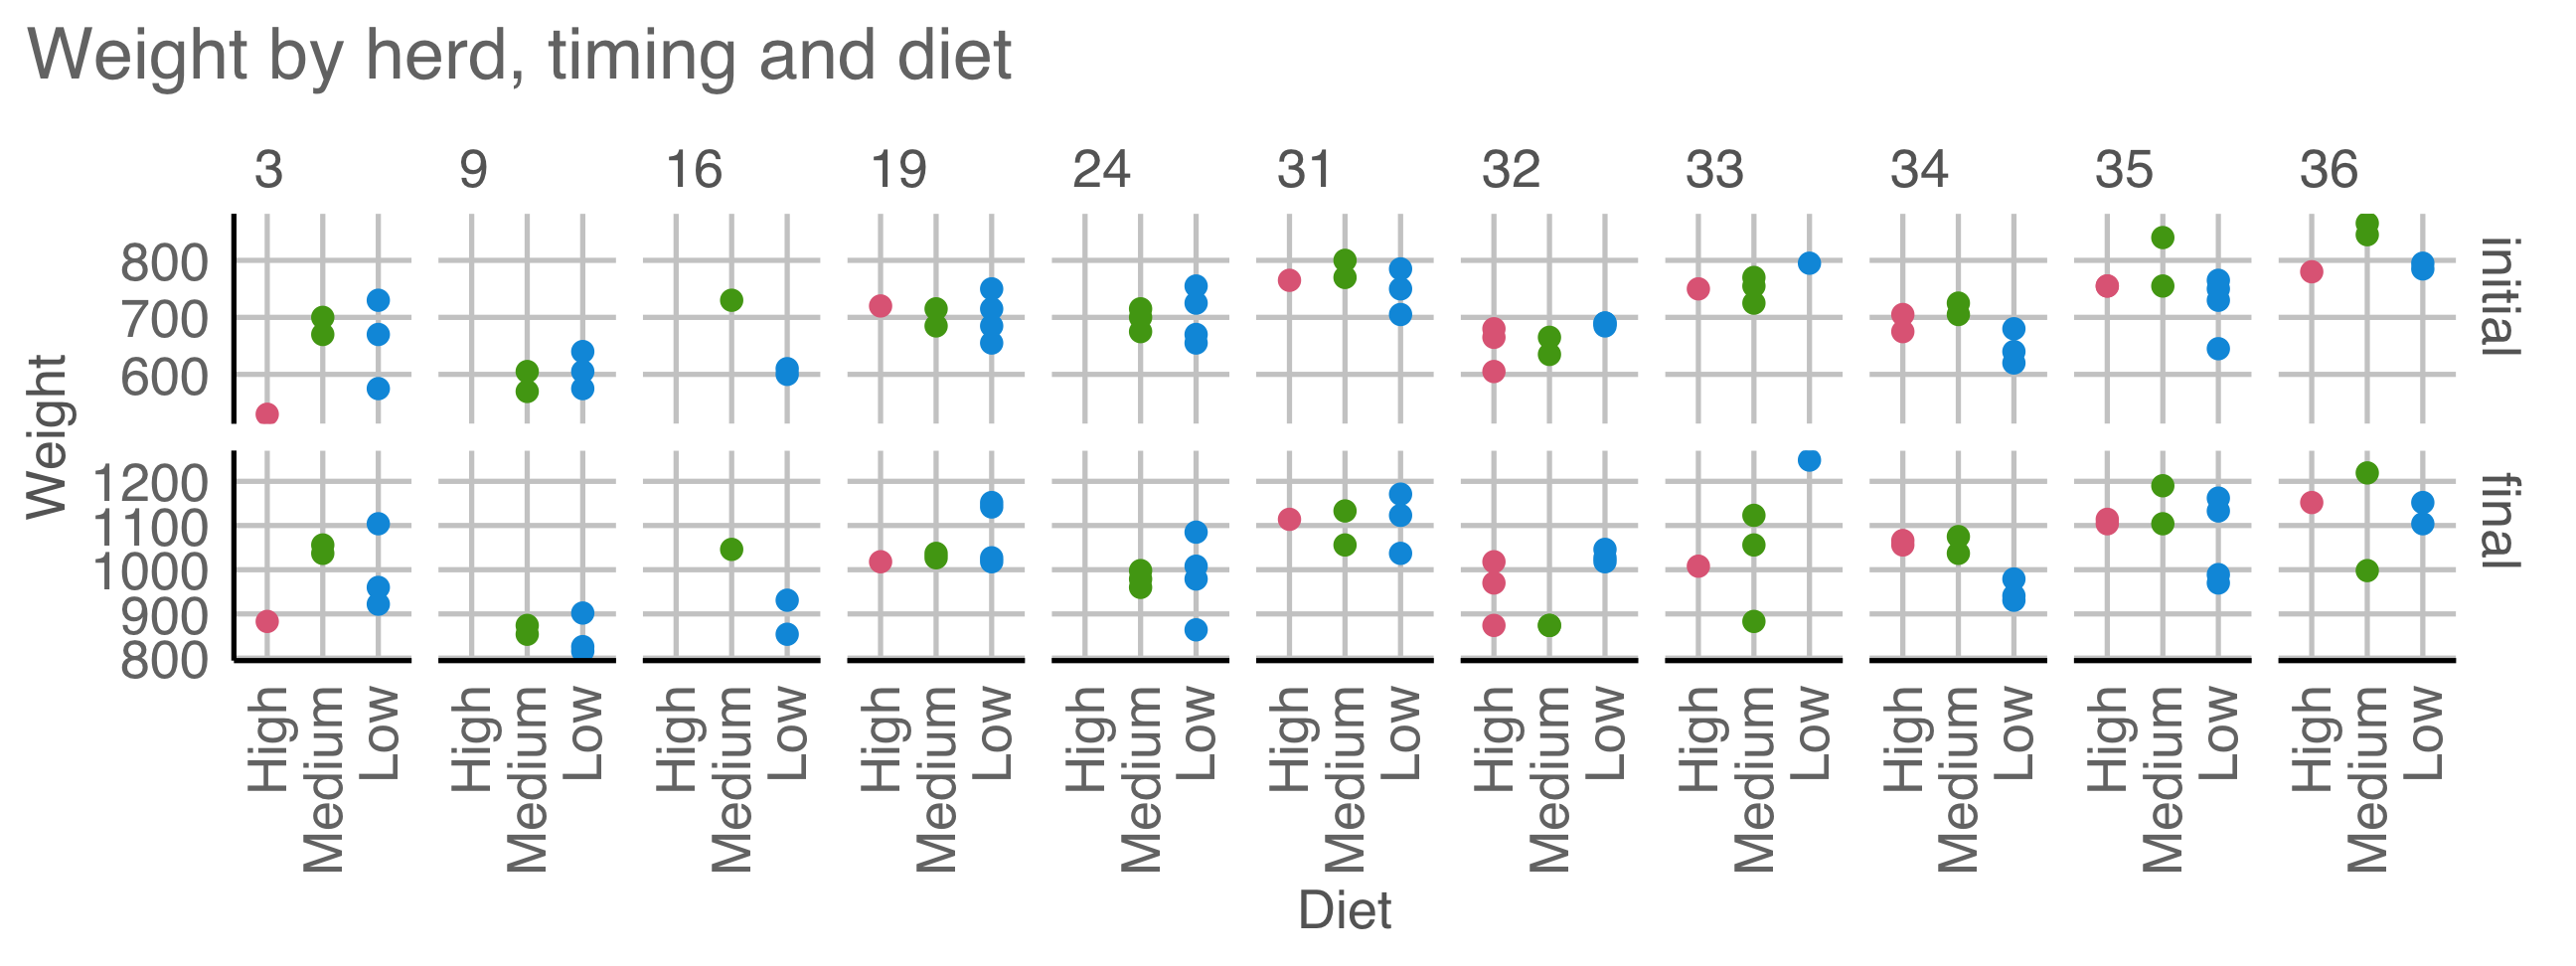 Weight by herd, timing and diet
3 9 16 19 24 31 32 33 34 35 36
800
700
600
initial
Weight
1200
1100
1000
900
800
final
High Medium Low High Medium Low High Medium Low High Medium Low High Medium Low High Medium Low High Medium Low High Medium Low High Medium Low High Medium Low High Medium Low
Diet